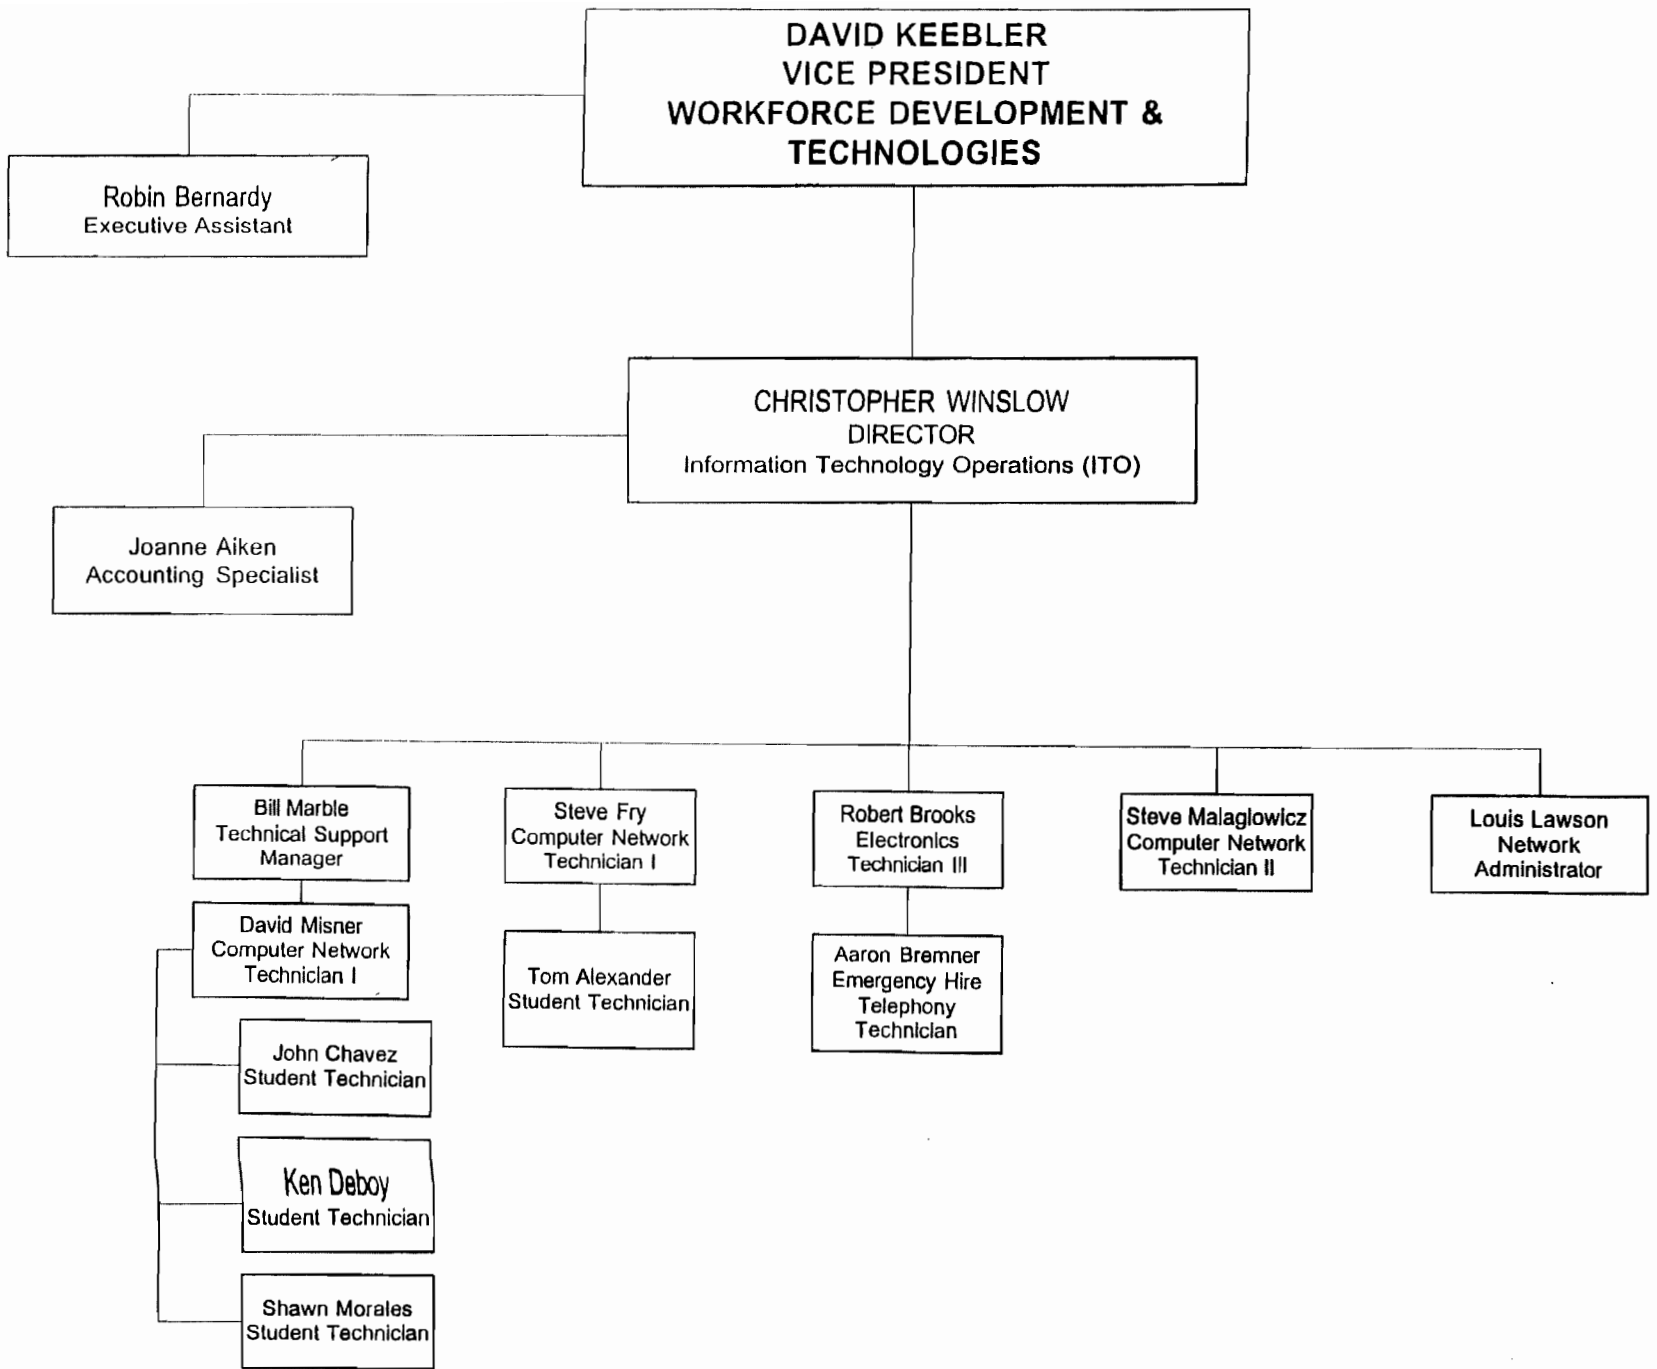 DAVID KEEBLER
VICE PRESIDENT
WORKFORCE DEVELOPMENT &
TECHNOLOGIES
Robin Bernardy
Executive Assistant
CHRISTOPHER WINSLOW
DIRECTOR
Information Technology Operations (ITO)
Joanne Aiken
Accounting Specialist
Bill Marble
Technical Support
Manager
Steve Fry
Computer Network
Technician I
Robert Brooks
Electronics
Technician III
Steve Malaglowicz
Computer Network
Technician II
Louis Lawson
Network
Administrator
David Misner
Computer Network
Technician I
Tom Alexander
Student Technician
Aaron Bremner
Emergency Hire
Telephony
Technician
John Chavez
Student Technician
Ken Deboy
Student Technician
Shawn Morales
Student Technician